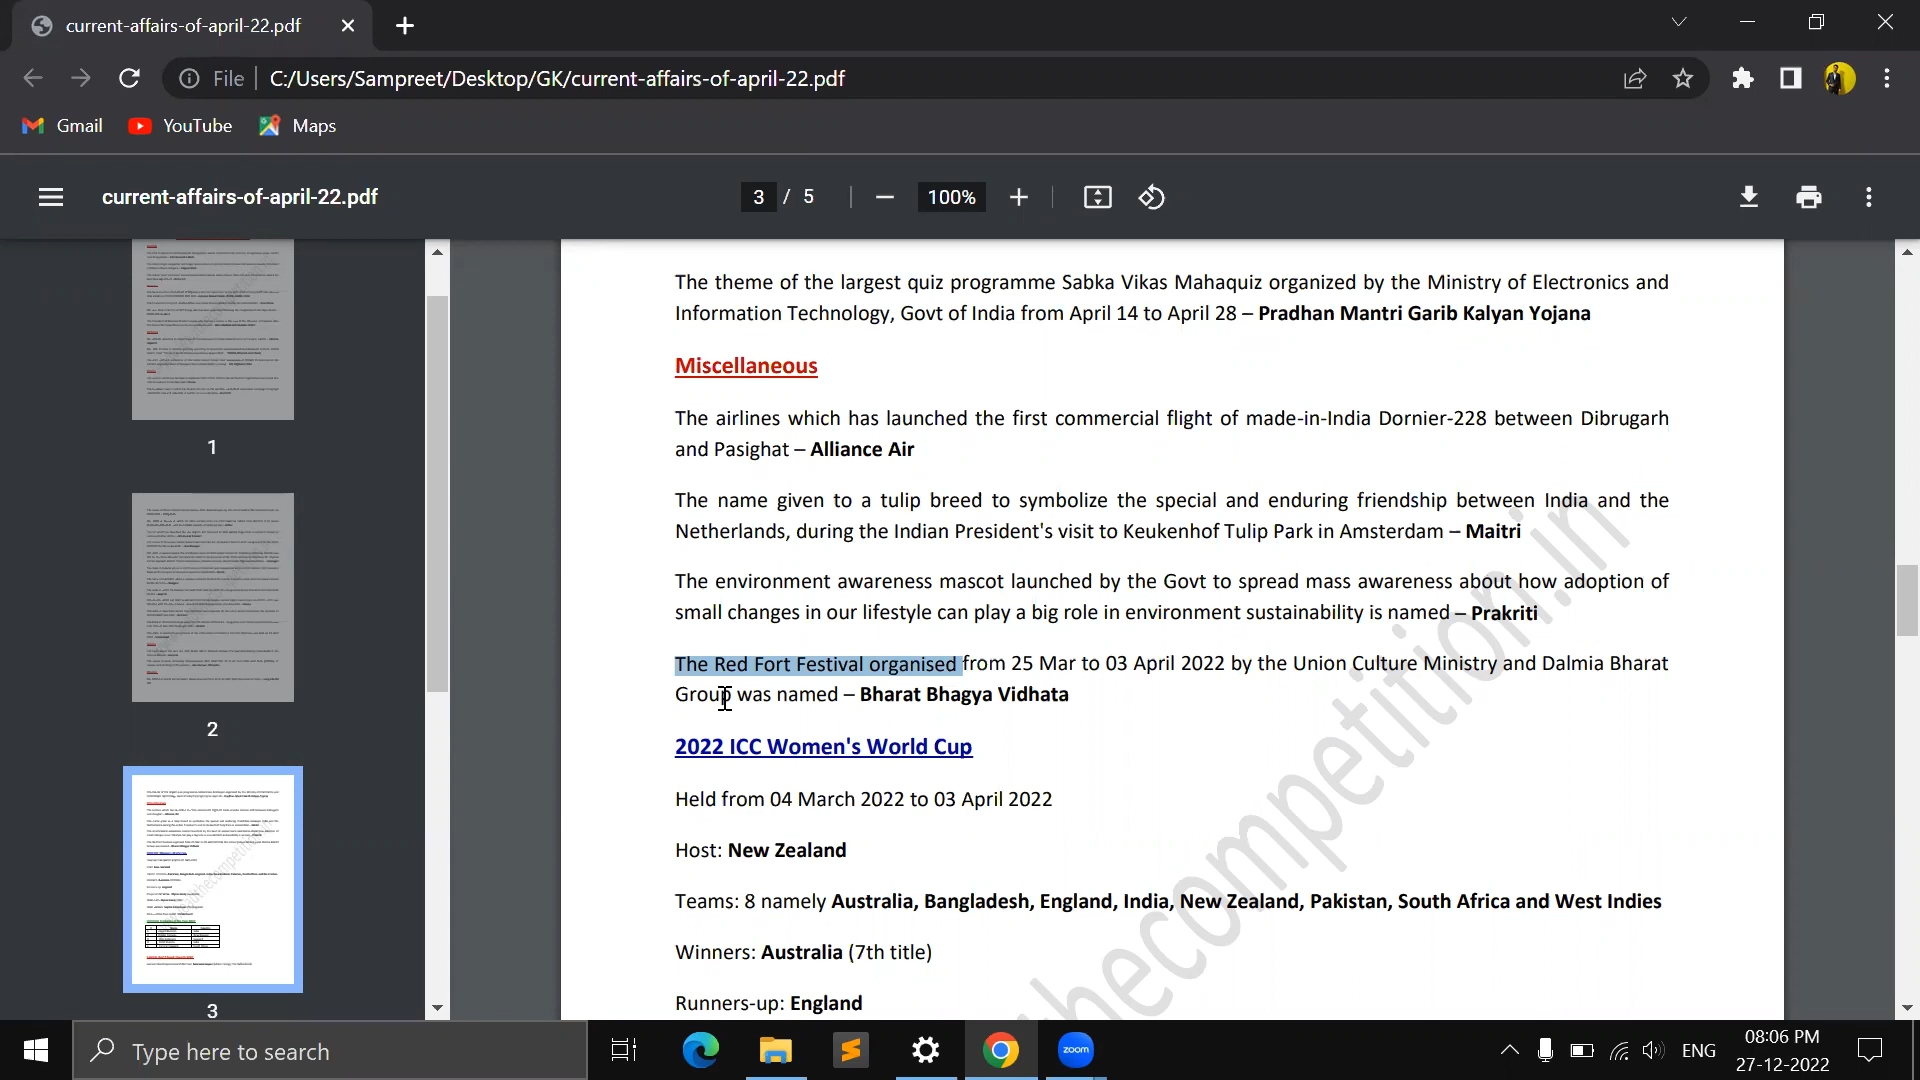 current-affairs-of-april-22.pdf
File
C:/Users/Sampreet/Desktop/GK/current-affairs-of-april-22.pdf
Gmail
YouTube
Maps
current-affairs-of-april-22.pdf
3 / 5
100%
The theme of the largest quiz programme Sabka Vikas Mahaquiz organized by the Ministry of Electronics and
Information Technology, Govt of India from April 14 to April 28 – Pradhan Mantri Garib Kalyan Yojana
Miscellaneous
The airlines which has launched the first commercial flight of made-in-India Dornier-228 between Dibrugarh
and Pasighat – Alliance Air
The name given to a tulip breed to symbolize the special and enduring friendship between India and the
Netherlands, during the Indian President's visit to Keukenhof Tulip Park in Amsterdam – Maitri
The environment awareness mascot launched by the Govt to spread mass awareness about how adoption of
small changes in our lifestyle can play a big role in environment sustainability is named – Prakriti
The Red Fort Festival organised from 25 Mar to 03 April 2022 by the Union Culture Ministry and Dalmia Bharat
Group was named – Bharat Bhagya Vidhata
2022 ICC Women's World Cup
Held from 04 March 2022 to 03 April 2022
Host: New Zealand
Teams: 8 namely Australia, Bangladesh, England, India, New Zealand, Pakistan, South Africa and West Indies
Winners: Australia (7th title)
Runners-up: England
thecompetition.in
1
2
3
Type here to search
zoom
ENG
08:06 PM
27-12-2022